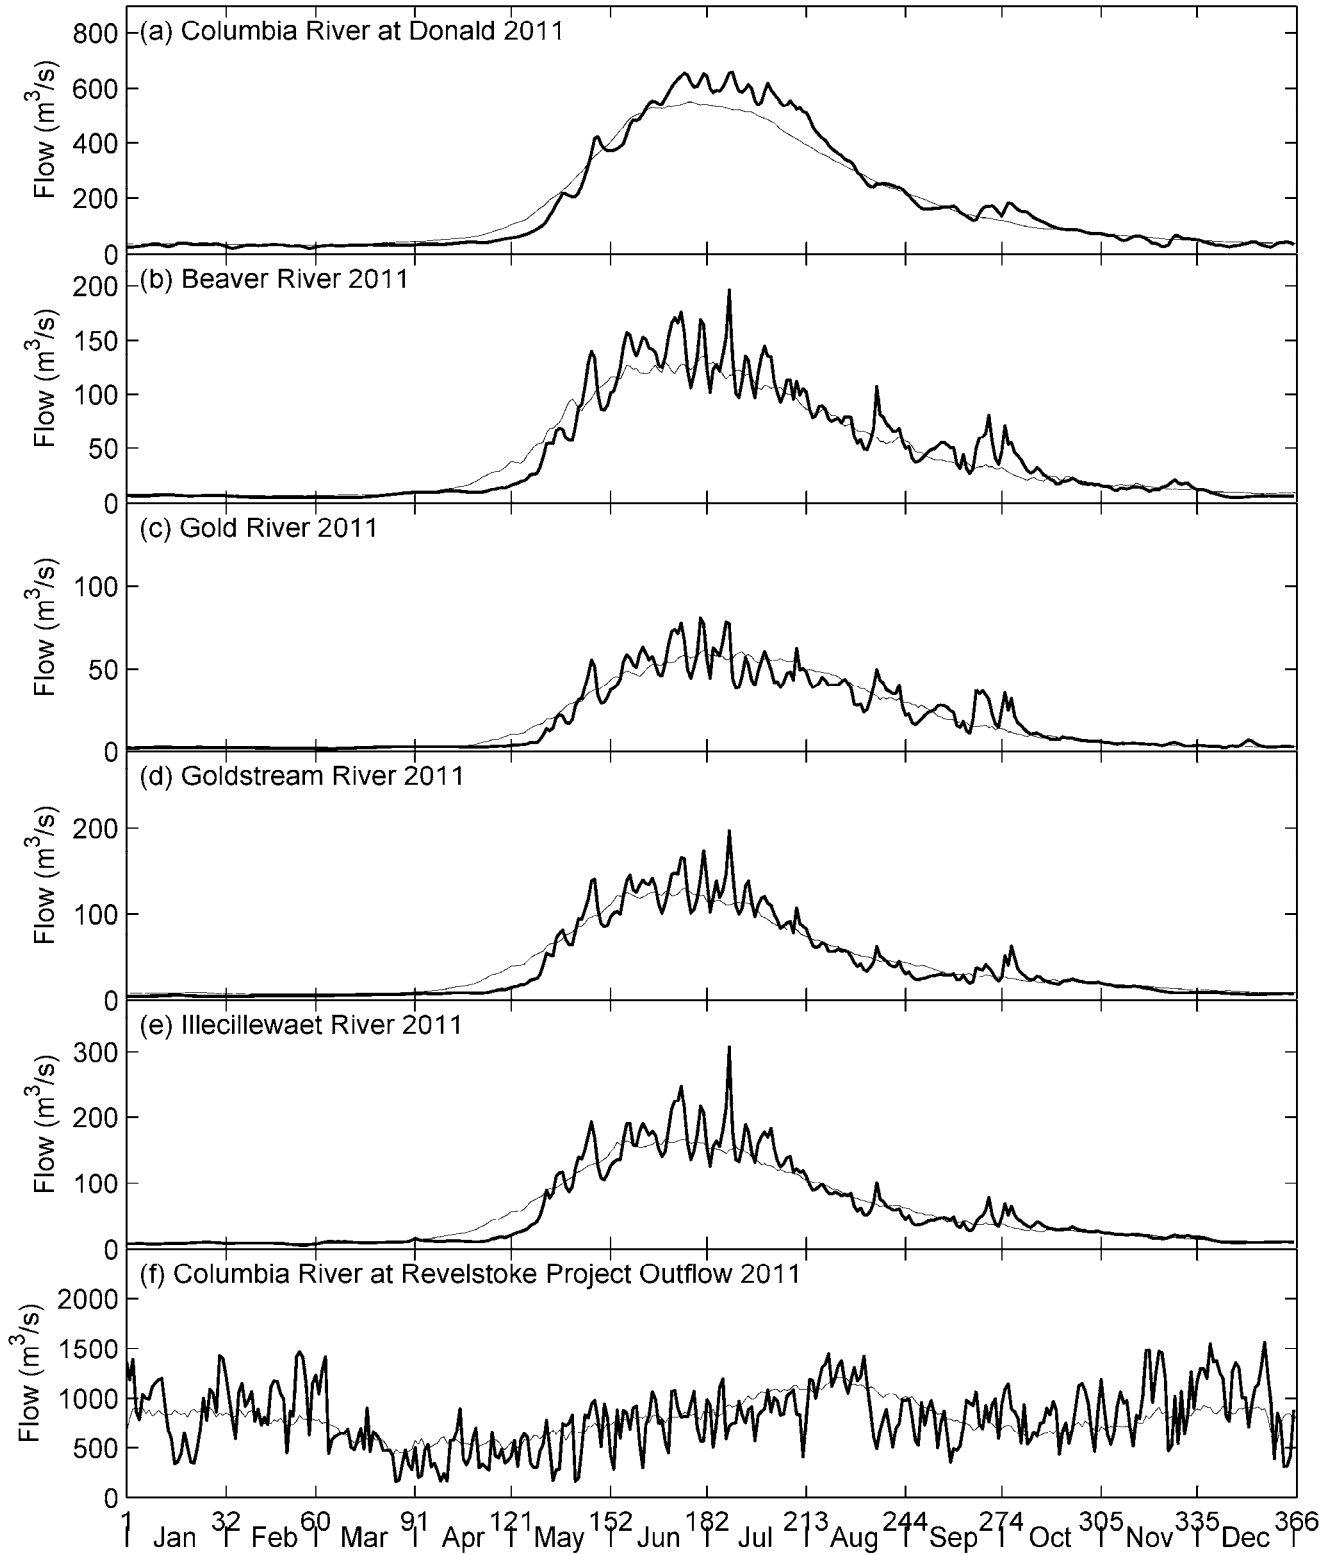 (a) Columbia River at Donald 2011
Flow (m³/s)
800
600
400
200
0
(b) Beaver River 2011
Flow (m³/s)
200
150
100
50
0
(c) Gold River 2011
Flow (m³/s)
100
50
0
(d) Goldstream River 2011
Flow (m³/s)
200
100
0
(e) Illecillewaet River 2011
Flow (m³/s)
300
200
100
0
(f) Columbia River at Revelstoke Project Outflow 2011
Flow (m³/s)
2000
1500
1000
500
0
1 32 60 91 121 152 182 213 244 274 305 335 366
Jan Feb Mar Apr May Jun Jul Aug Sep Oct Nov Dec